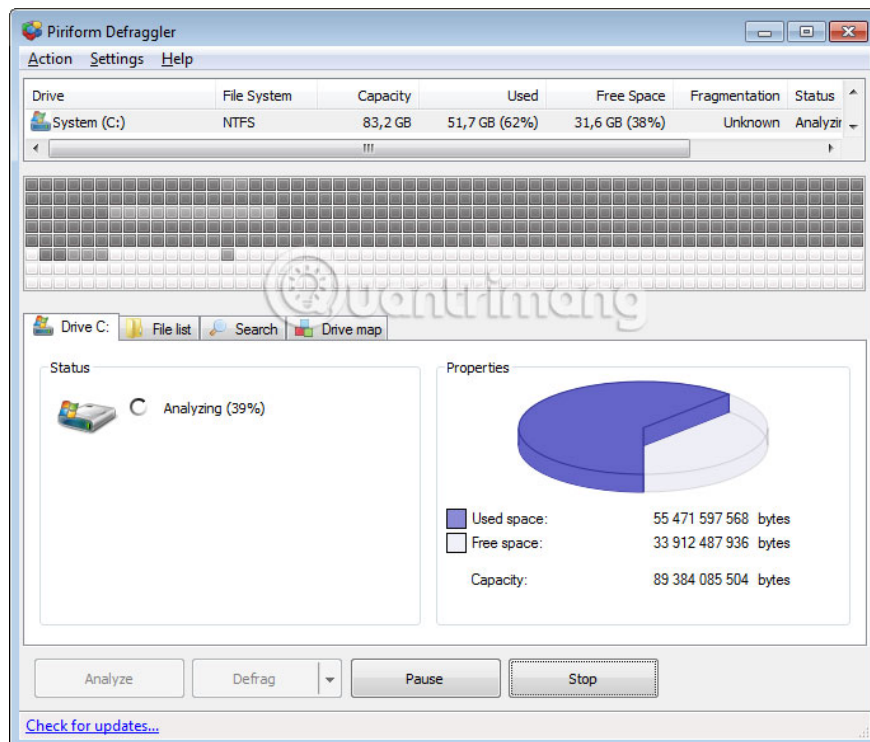 Piriform Defraggler
Action Settings Help
Drive File System Capacity Used Free Space Fragmentation Status
System (C:) NTFS 83,2 GB 51,7 GB (62%) 31,6 GB (38%) Unknown Analyzin
Quantrimang
Drive C: File list Search Drive map
Status
Analyzing (39%)
Properties
Used space: 55 471 597 568 bytes
Free space: 33 912 487 936 bytes
Capacity: 89 384 085 504 bytes
Analyze Defrag Pause Stop
Check for updates...